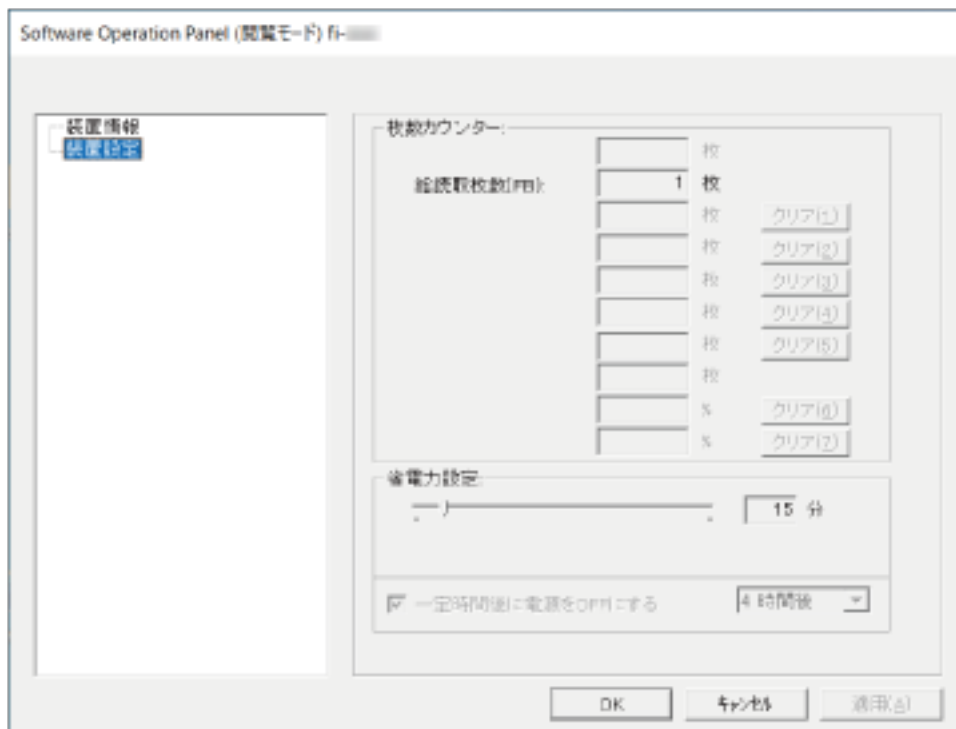 Software Operation Panel (閲覧モード) fi-
装置情報
装置設定
枚数カウンター:
枚
総読取枚数(FB): 1 枚
枚 クリア(1)
枚 クリア(2)
枚 クリア(3)
枚 クリア(4)
枚 クリア(5)
枚
% クリア(6)
% クリア(7)
省電力設定:
15 分
一定時間後に電源をOFFにする 4 時間後
OK キャンセル 適用(A)